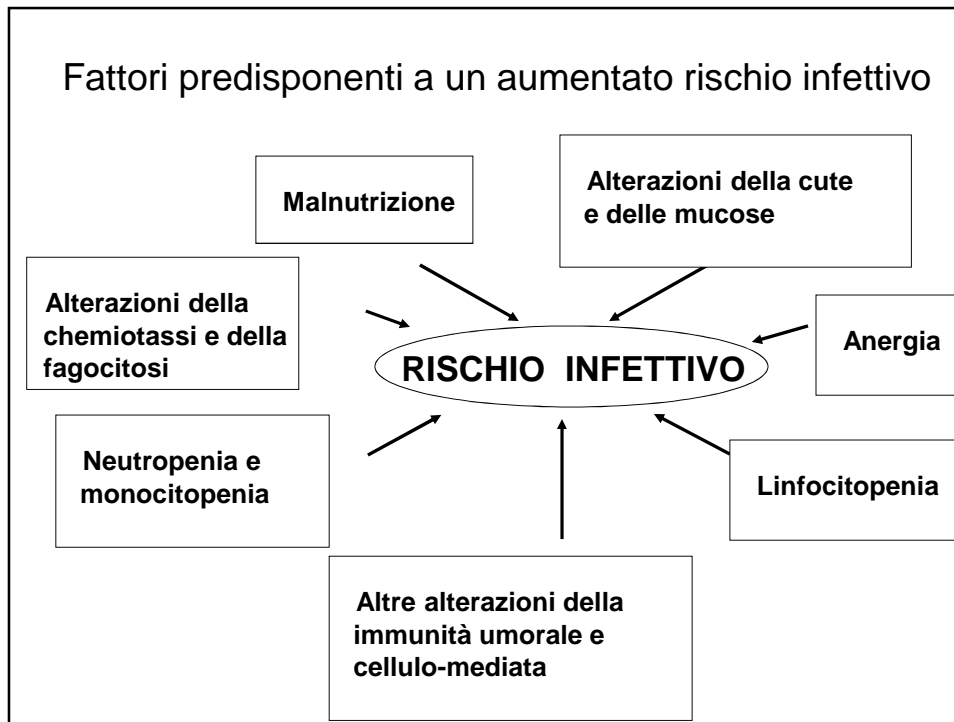 Fattori predisponenti a un aumentato rischio infettivo
Malnutrizione
Alterazioni della cute
e delle mucose
Alterazioni della
chemiotassi e della
fagocitosi
Anergia
RISCHIO INFETTIVO
Neutropenia e
monocitopenia
Linfocitopenia
Altre alterazioni della
immunità umorale e
cellulo-mediata